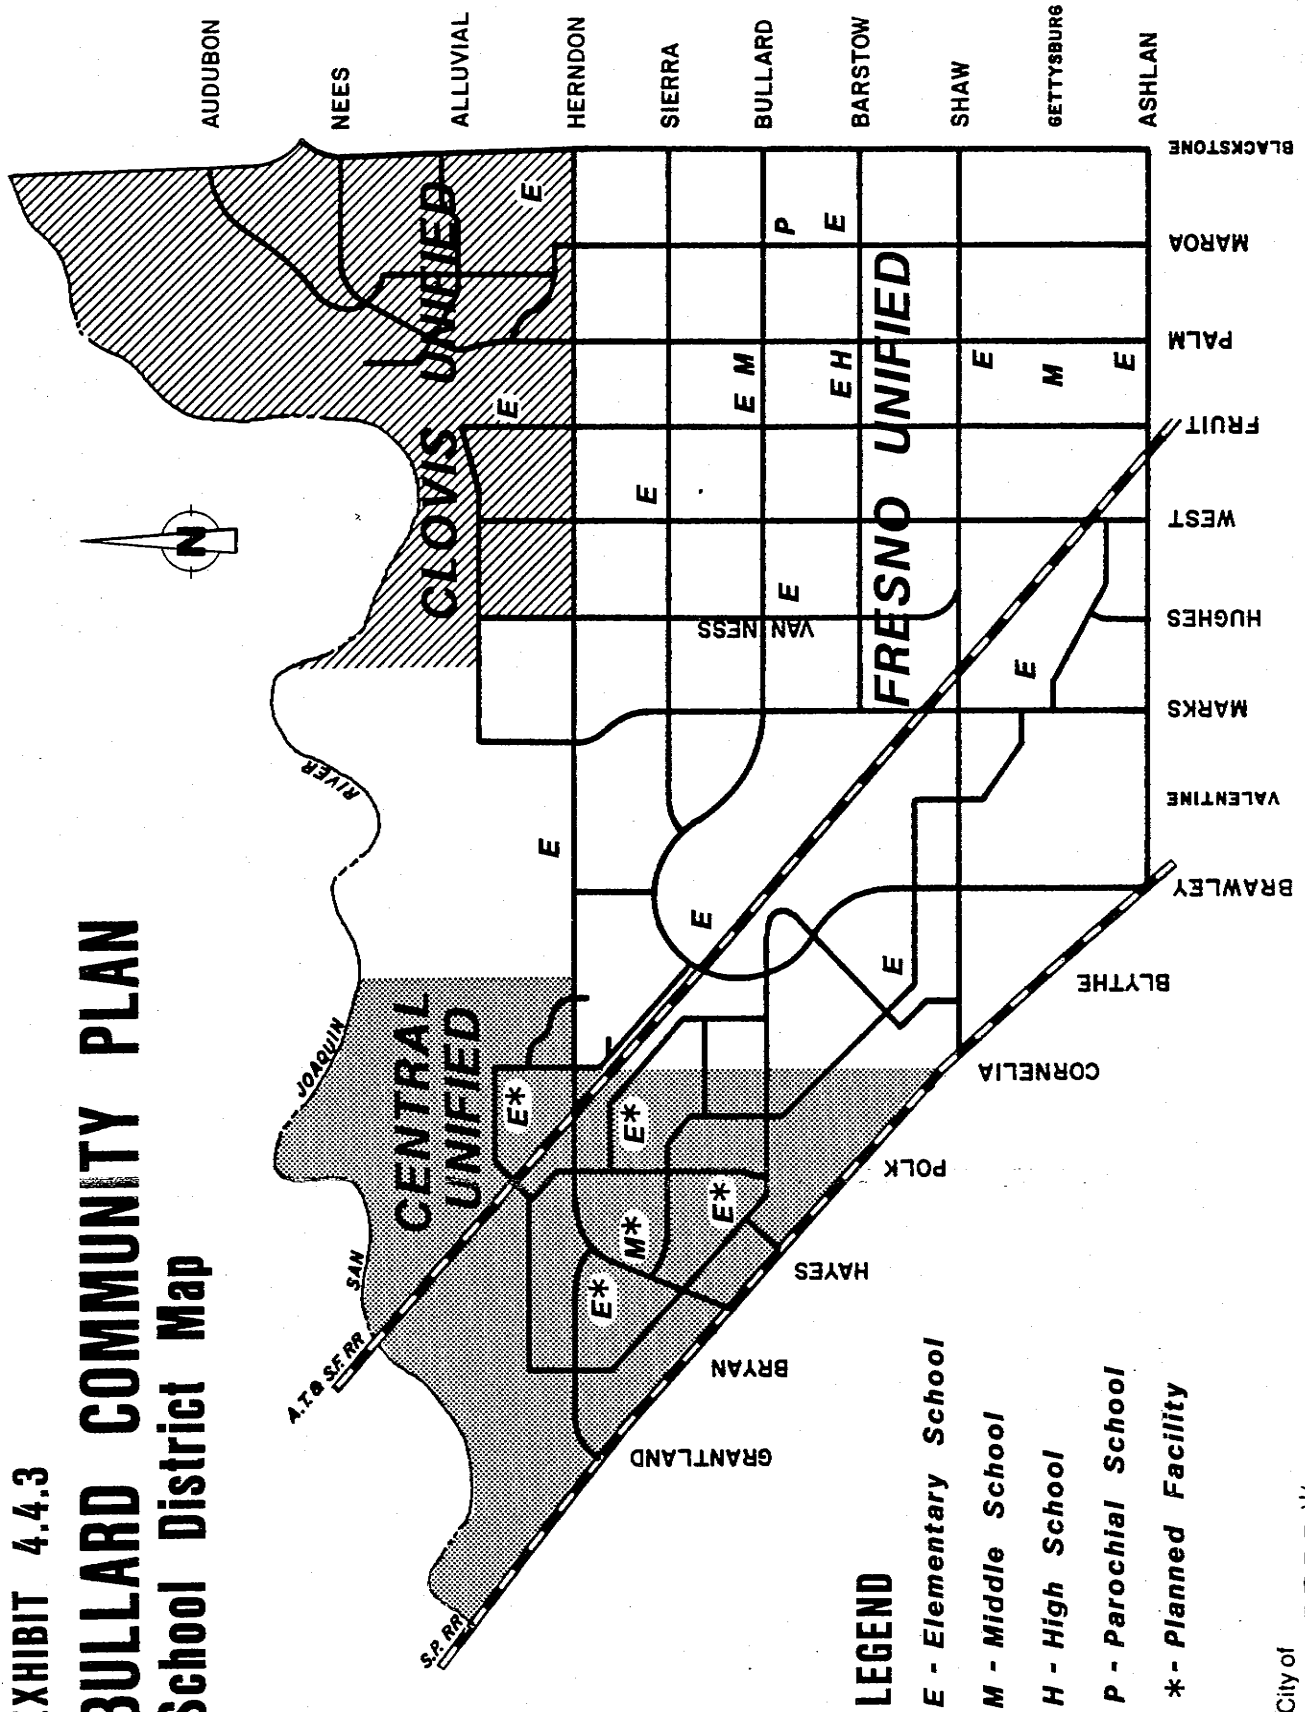 XHIBIT 4.4.3
BULLARD COMMUNITY PLAN
School District Map
N
AUDUBON
NEES
ALLUVIAL
HERNDON
SIERRA
BULLARD
BARSTOW
SHAW
GETTYSBURG
ASHLAN
BLACKSTONE
MAROA
PALM
FRUIT
WEST
HUGHES
MARKS
VALENTINE
BRAWLEY
BLYTHE
CORNELIA
POLK
HAYES
BRYAN
GRANTLAND
VAN NESS
S.P. RR
A.T.& S.F. RR
SAN
JOAQUIN
RIVER
CENTRAL
UNIFIED
CLOVIS UNIFIED
FRESNO UNIFIED
E
E
E
E
E
E M
E H
P
E
E
E
M
E
E
E
E
E*
E*
E*
M*
E*
LEGEND
E - Elementary School
M - Middle School
H - High School
P - Parochial School
* - Planned Facility
City of